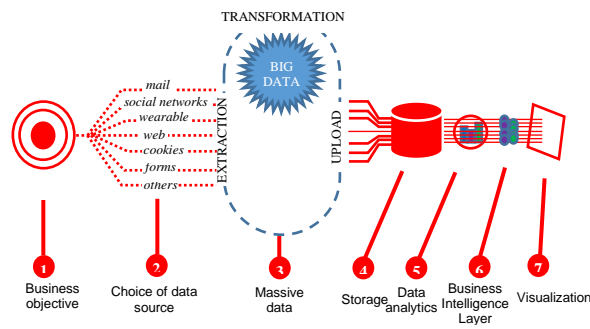 TRANSFORMATION
BIG
DATA
mail
social networks
wearable
web
cookies
forms
others
EXTRACTION
UPLOAD
1
2
3
4
5
6
7
Business
objective
Choice of data
source
Massive
data
Storage
Data
analytics
Business
Intelligence
Layer
Visualization